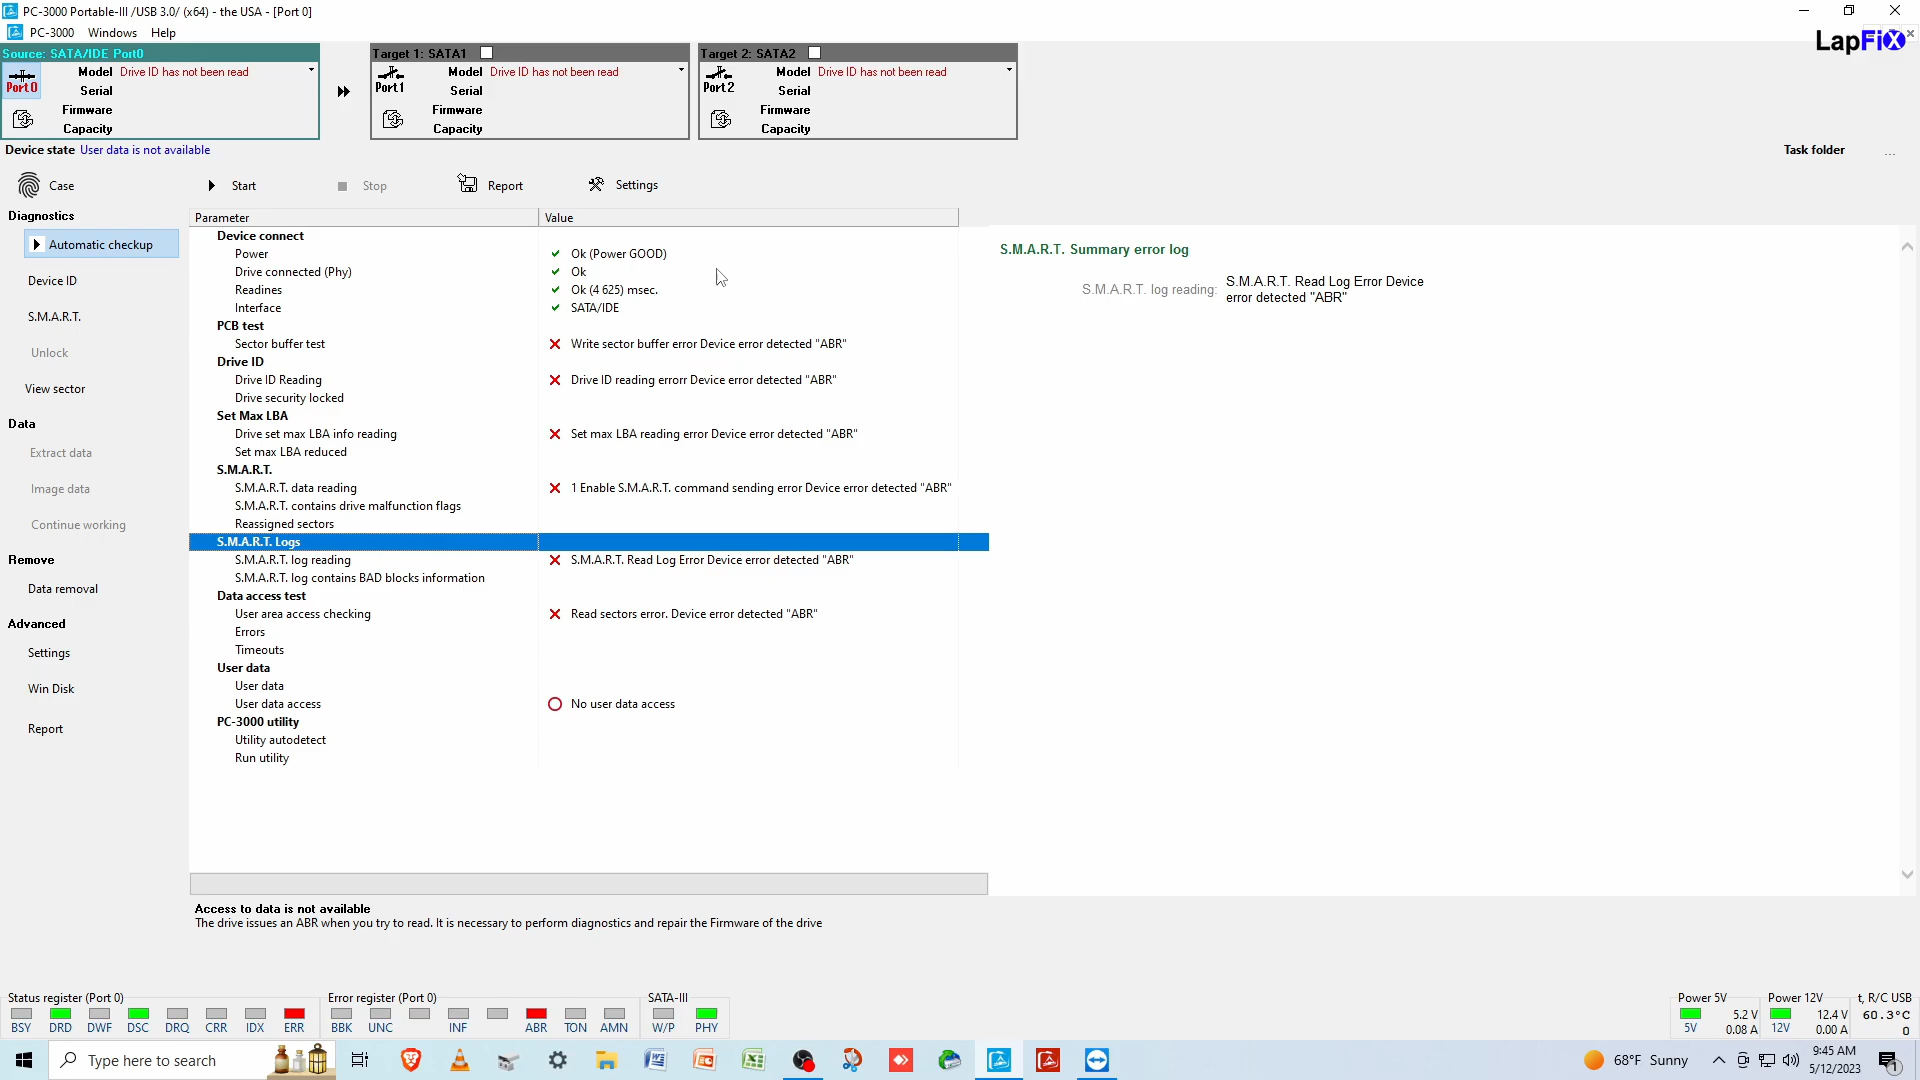 PC-3000 Portable-III /USB 3.0/ (x64) - the USA - [Port 0]
PC-3000 Windows Help
LapFiX
Source: SATA/IDE Port0
Port0
Model Drive ID has not been read
Serial
Firmware
Capacity
Target 1: SATA1
Port1
Model Drive ID has not been read
Serial
Firmware
Capacity
Target 2: SATA2
Port2
Model Drive ID has not been read
Serial
Firmware
Capacity
Device state User data is not available
Task folder ...
Case
Start Stop Report Settings
Diagnostics
Automatic checkup
Device ID
S.M.A.R.T.
Unlock
View sector
Data
Extract data
Image data
Continue working
Remove
Data removal
Advanced
Settings
Win Disk
Report
Parameter Value
Device connect
Power Ok (Power GOOD)
Drive connected (Phy) Ok
Readines Ok (4 625) msec.
Interface SATA/IDE
PCB test
Sector buffer test Write sector buffer error Device error detected "ABR"
Drive ID
Drive ID Reading Drive ID reading errorr Device error detected "ABR"
Drive security locked
Set Max LBA
Drive set max LBA info reading Set max LBA reading error Device error detected "ABR"
Set max LBA reduced
S.M.A.R.T.
S.M.A.R.T. data reading 1 Enable S.M.A.R.T. command sending error Device error detected "ABR"
S.M.A.R.T. contains drive malfunction flags
Reassigned sectors
S.M.A.R.T. Logs
S.M.A.R.T. log reading S.M.A.R.T. Read Log Error Device error detected "ABR"
S.M.A.R.T. log contains BAD blocks information
Data access test
User area access checking Read sectors error. Device error detected "ABR"
Errors
Timeouts
User data
User data
User data access No user data access
PC-3000 utility
Utility autodetect
Run utility
S.M.A.R.T. Summary error log
S.M.A.R.T. log reading: S.M.A.R.T. Read Log Error Device
error detected "ABR"
Access to data is not available
The drive issues an ABR when you try to read. It is necessary to perform diagnostics and repair the Firmware of the drive
Status register (Port 0)
BSY DRD DWF DSC DRQ CRR IDX ERR
Error register (Port 0)
BBK UNC INF ABR TON AMN
SATA-III
W/P PHY
Power 5V
5.2 V
5V 0.08 A
Power 12V
12.4 V
12V 0.00 A
t, R/C USB
60.3°C
0
Type here to search
68°F Sunny
9:45 AM
5/12/2023
1